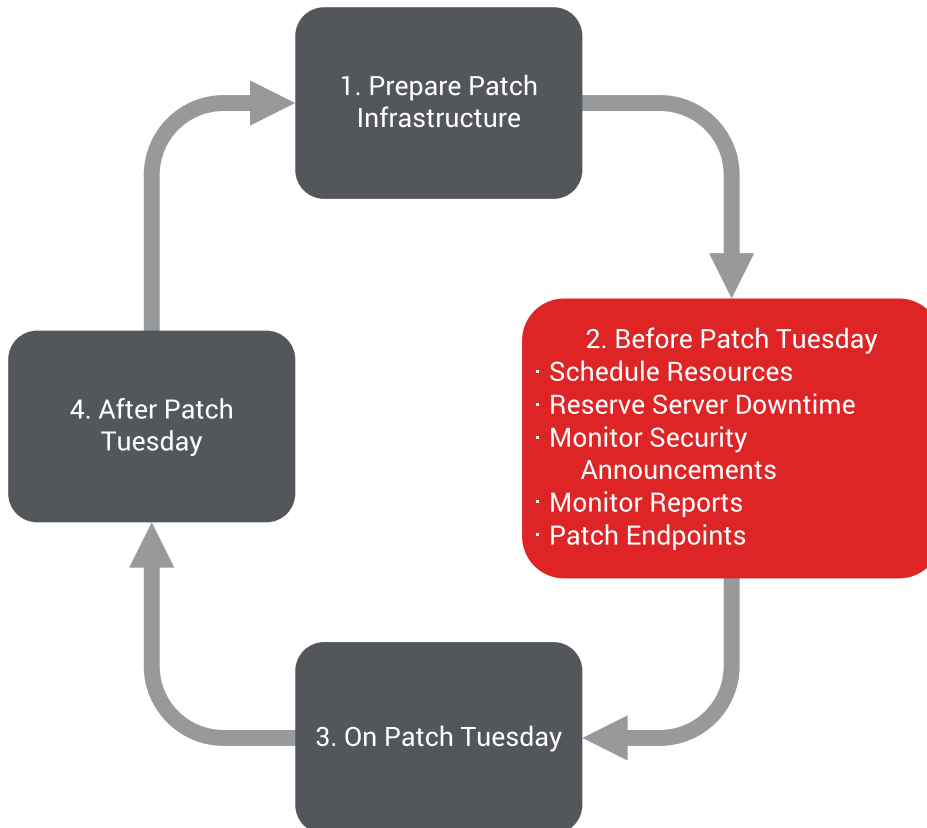 1. Prepare Patch
Infrastructure
2. Before Patch Tuesday
· Schedule Resources
· Reserve Server Downtime
· Monitor Security
Announcements
· Monitor Reports
· Patch Endpoints
3. On Patch Tuesday
4. After Patch
Tuesday